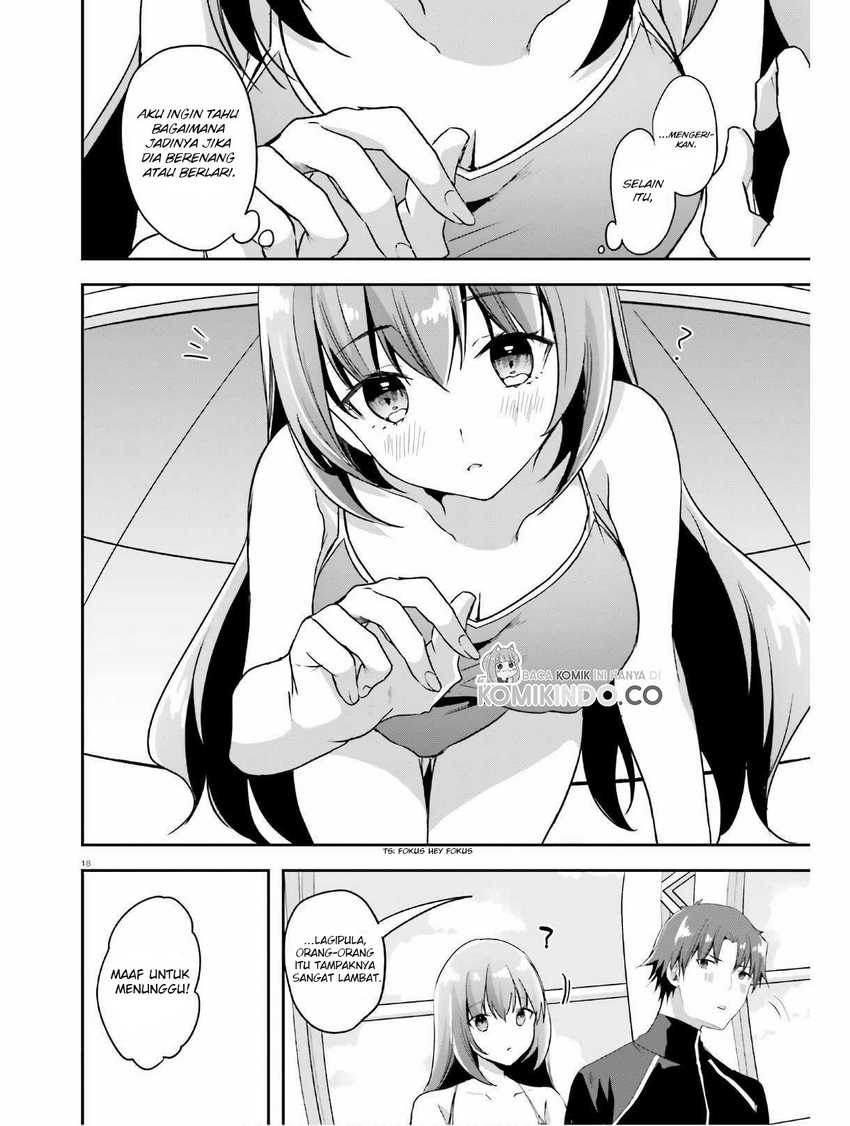 ...MENGERI-
KAN.
SELAIN
ITU,
AKU INGIN TAHU
BAGAIMANA
JADINYA JIKA
DIA BERENANG
ATAU BERLARI.
?
BACA KOMIK INI HANYA DI
KOMIKINDO.CO
TS: FOKUS HEY FOKUS
18
?
...LAGIPULA,
ORANG-ORANG
ITU TAMPAKNYA
SANGAT LAMBAT.
MAAF UNTUK
MENUNGGU!